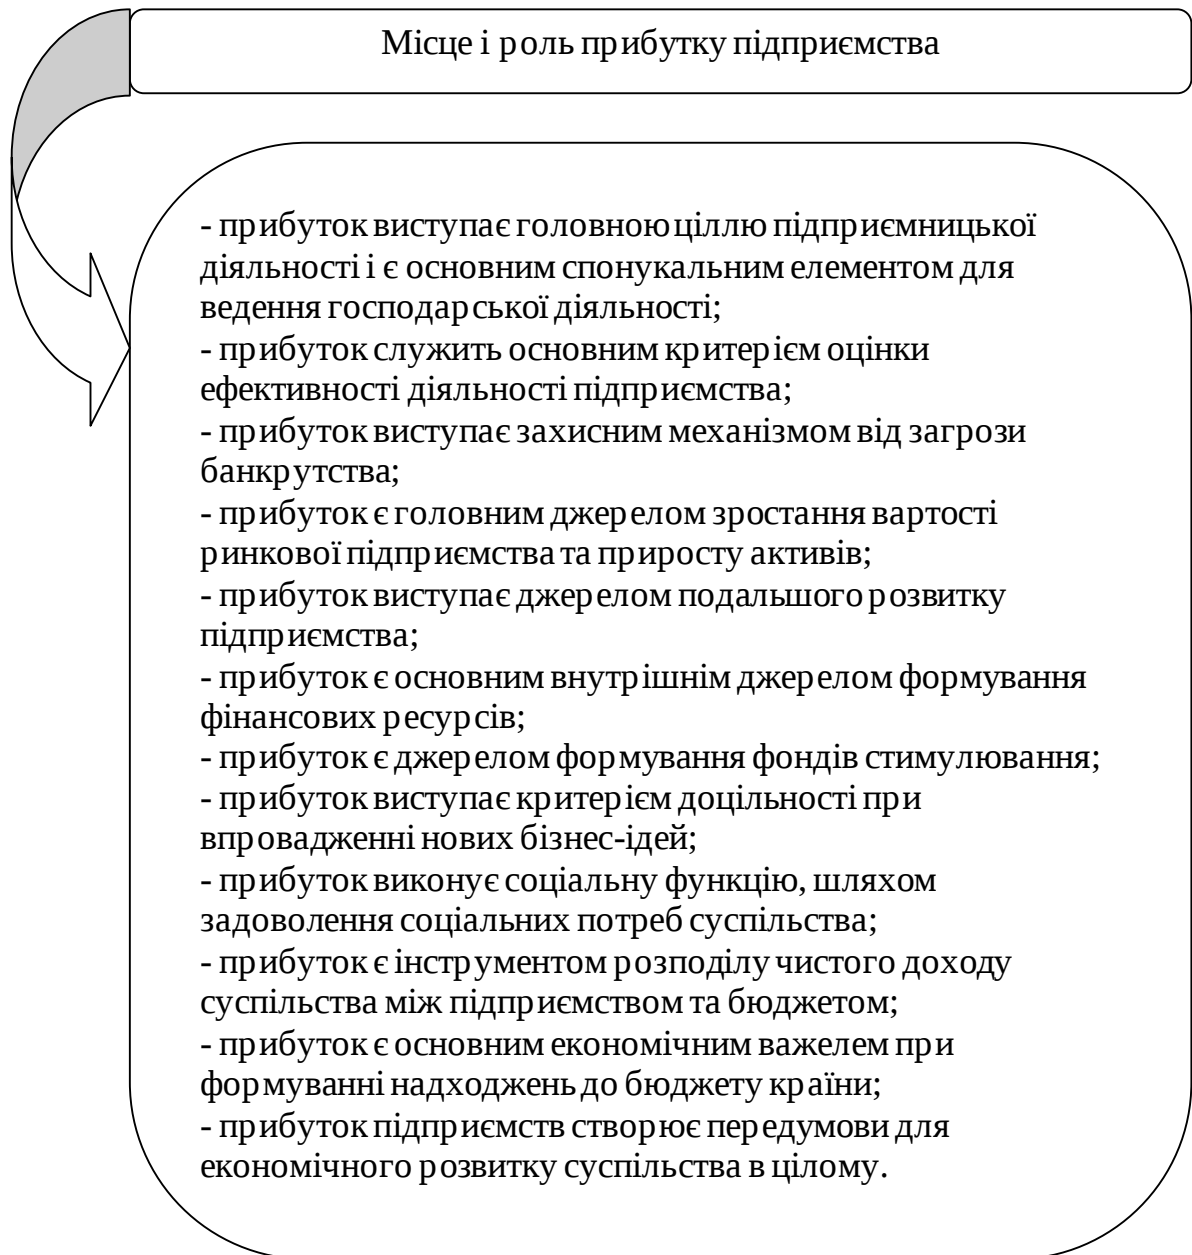 Місце і роль прибутку підприємства
- прибуток виступає головною ціллю підприємницької
діяльності і є основним спонукальним елементом для
ведення господарської діяльності;
- прибуток служить основним критерієм оцінки
ефективності діяльності підприємства;
- прибуток виступає захисним механізмом від загрози
банкрутства;
- прибуток є головним джерелом зростання вартості
ринкової підприємства та приросту активів;
- прибуток виступає джерелом подальшого розвитку
підприємства;
- прибуток є основним внутрішнім джерелом формування
фінансових ресурсів;
- прибуток є джерелом формування фондів стимулювання;
- прибуток виступає критерієм доцільності при
впровадженні нових бізнес-ідей;
- прибуток виконує соціальну функцію, шляхом
задоволення соціальних потреб суспільства;
- прибуток є інструментом розподілу чистого доходу
суспільства між підприємством та бюджетом;
- прибуток є основним економічним важелем при
формуванні надходжень до бюджету країни;
- прибуток підприємств створює передумови для
економічного розвитку суспільства в цілому.